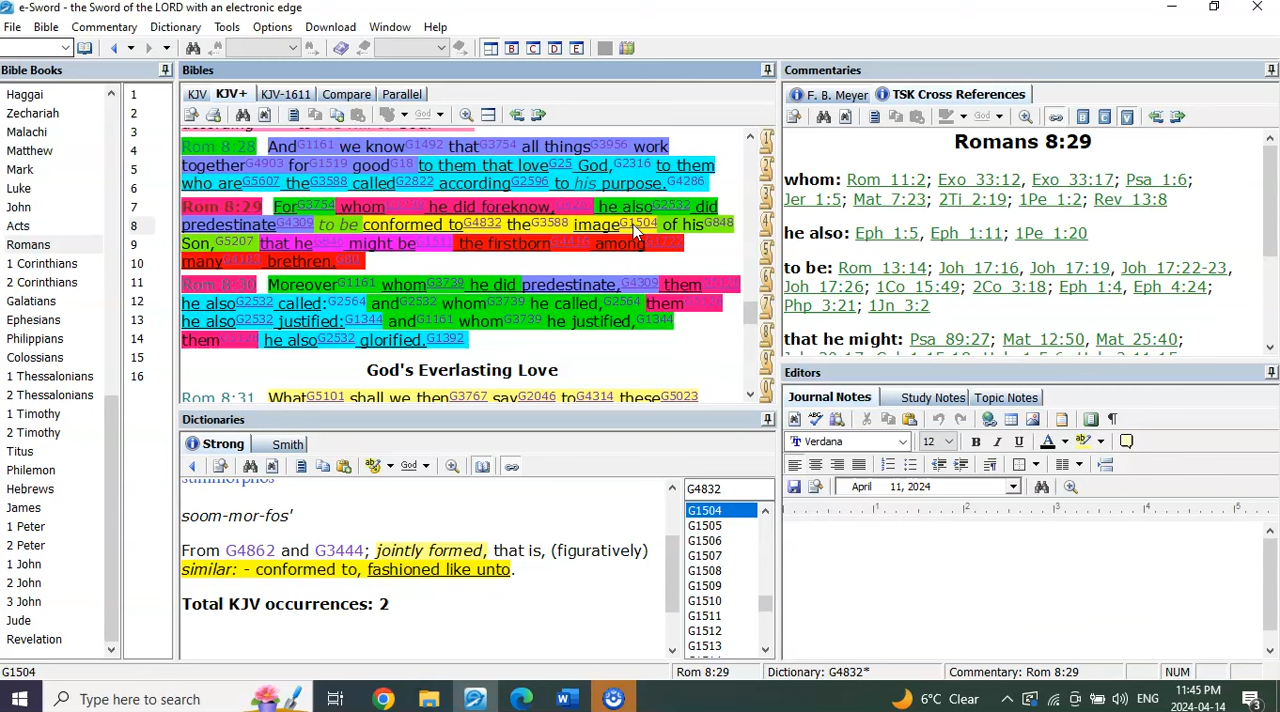 e-Sword - the Sword of the LORD with an electronic edge
File Bible Commentary Dictionary Tools Options Download Window Help
B C D E
Bible Books
Haggai
Zechariah
Malachi
Matthew
Mark
Luke
John
Acts
Romans
1 Corinthians
2 Corinthians
Galatians
Ephesians
Philippians
Colossians
1 Thessalonians
2 Thessalonians
1 Timothy
2 Timothy
Titus
Philemon
Hebrews
James
1 Peter
2 Peter
1 John
2 John
3 John
Jude
Revelation
1
2
3
4
5
6
7
8
9
10
11
12
13
14
15
16
Bibles
KJV KJV+ KJV-1611 Compare Parallel
God
Rom 8:28 And G1161 we know G1492 that G3754 all things G3956 work
together G4903 for G1519 good G18 to them that love G25 God, G2316 to them
who are G5607 the G3588 called G2822 according G2596 to his purpose. G4286
Rom 8:29 For G3754 whom he did foreknow, he also G2532 did
predestinate G4309 to be conformed to G4832 the G3588 image G1504 of his G848
Son, G5207 that he might be the firstborn among
many brethren. G80
Rom 8:30 Moreover G1161 whom G3739 he did predestinate, G4309 them
he also G2532 called: G2564 and G2532 whom G3739 he called, G2564 them
he also G2532 justified: G1344 and G1161 whom G3739 he justified, G1344
them he also G2532 glorified. G1392
God's Everlasting Love
Rom 8:31 What G5101 shall we then G3767 say G2046 to G4314 these G5023
Dictionaries
Strong Smith
God
soom-mor-fos'
From G4862 and G3444; jointly formed, that is, (figuratively)
similar: - conformed to, fashioned like unto.
Total KJV occurrences: 2
G4832
G1504
G1505
G1506
G1507
G1508
G1509
G1510
G1511
G1512
G1513
Commentaries
F. B. Meyer TSK Cross References
God
B C V
Romans 8:29
whom: Rom 11:2; Exo 33:12, Exo 33:17; Psa 1:6;
Jer 1:5; Mat 7:23; 2Ti 2:19; 1Pe 1:2; Rev 13:8
he also: Eph 1:5, Eph 1:11; 1Pe 1:20
to be: Rom 13:14; Joh 17:16, Joh 17:19, Joh 17:22-23,
Joh 17:26; 1Co 15:49; 2Co 3:18; Eph 1:4, Eph 4:24;
Php 3:21; 1Jn 3:2
that he might: Psa 89:27; Mat 12:50, Mat 25:40;
Editors
Journal Notes Study Notes Topic Notes
Verdana 12 B I U A
April 11, 2024
1 2 3 4 5
G1504 Rom 8:29 Dictionary: G4832* Commentary: Rom 8:29 NUM
Type here to search
6°C Clear
ENG
11:45 PM
2024-04-14
3